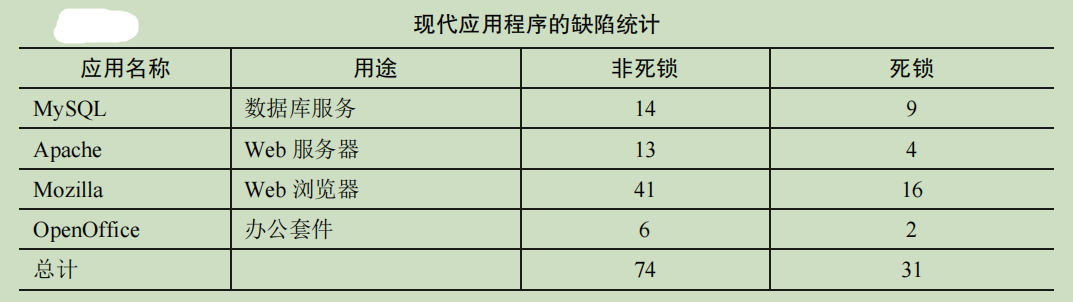 现代应用程序的缺陷统计
应用名称 用途 非死锁 死锁
MySQL 数据库服务 14 9
Apache Web 服务器 13 4
Mozilla Web 浏览器 41 16
OpenOffice 办公套件 6 2
总计 74 31